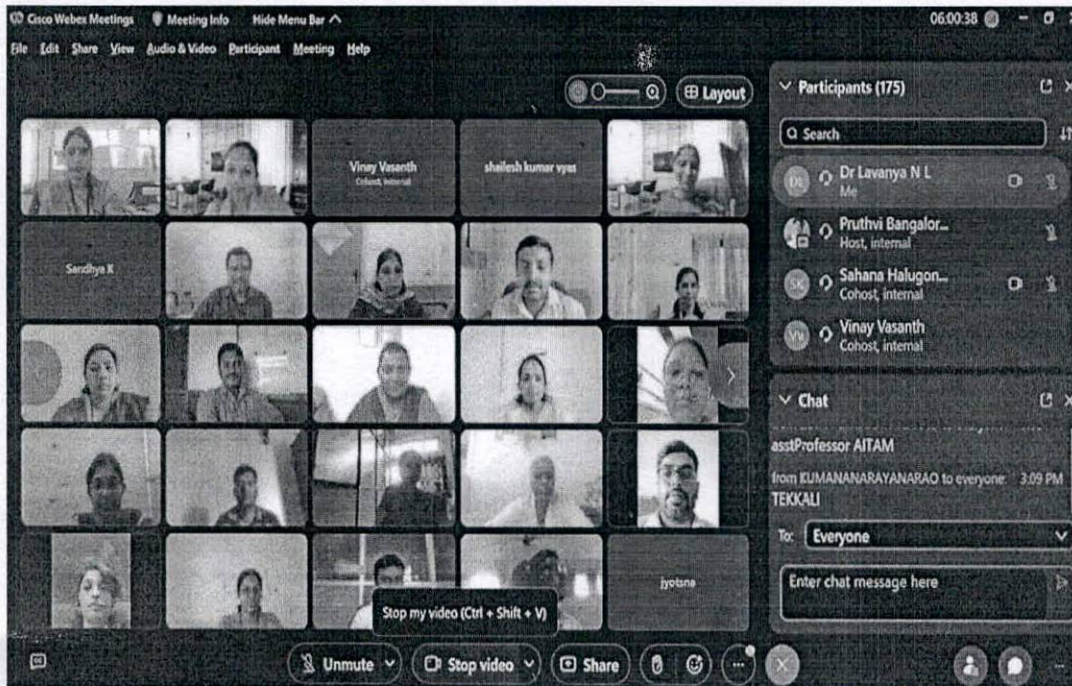 Cisco Webex Meetings
Meeting Info
Hide Menu Bar
06:00:38
File Edit Share View Audio & Video Participant Meeting Help
Layout
Participants (175)
Search
Vinay Vasanth
Cohost, internal
shailesh kumar vyas
Sandhya K
jyotsna
DL
Dr Lavanya N L
Me
Pruthvi Bangalor...
Host, internal
SK
Sahana Halugon...
Cohost, internal
VV
Vinay Vasanth
Cohost, internal
Chat
asstProfessor AITAM
from KUMANANARAYANARAO to everyone: 3:09 PM
TEKKALI
To: Everyone
Enter chat message here
Stop my video (Ctrl + Shift + V)
Unmute
Stop video
Share